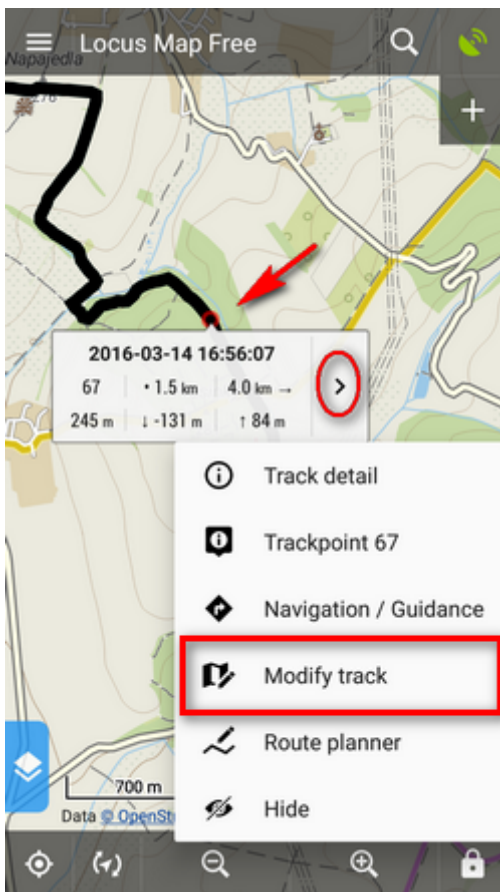 Locus Map Free
Napajedla
276
2016-03-14 16:56:07
67 • 1.5 km 4.0 km →
245 m ↓ -131 m ↑ 84 m
Track detail
Trackpoint 67
Navigation / Guidance
Modify track
Route planner
700 m
Data © OpenSt
Hide